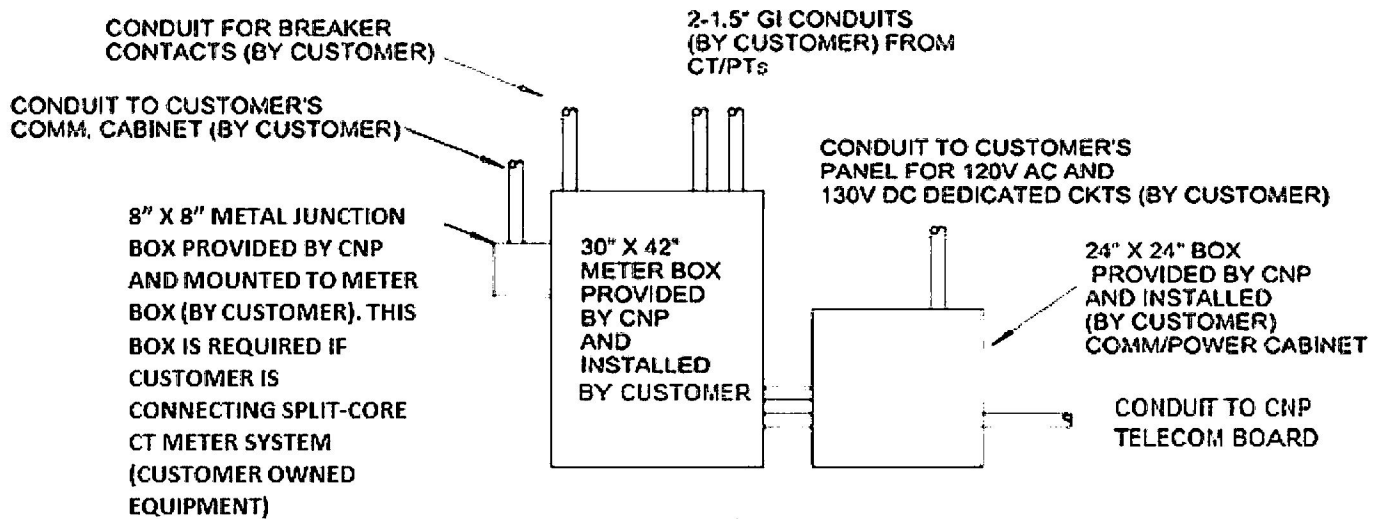 CONDUIT FOR BREAKER
CONTACTS (BY CUSTOMER)
2-1.5" GI CONDUITS
(BY CUSTOMER) FROM
CT/PTs
CONDUIT TO CUSTOMER'S
COMM. CABINET (BY CUSTOMER)
CONDUIT TO CUSTOMER'S
PANEL FOR 120V AC AND
130V DC DEDICATED CKTS (BY CUSTOMER)
8" X 8" METAL JUNCTION
BOX PROVIDED BY CNP
AND MOUNTED TO METER
BOX (BY CUSTOMER). THIS
BOX IS REQUIRED IF
CUSTOMER IS
CONNECTING SPLIT-CORE
CT METER SYSTEM
(CUSTOMER OWNED
EQUIPMENT)
30" X 42"
METER BOX
PROVIDED
BY CNP
AND
INSTALLED
BY CUSTOMER
24" X 24" BOX
PROVIDED BY CNP
AND INSTALLED
(BY CUSTOMER)
COMM/POWER CABINET
CONDUIT TO CNP
TELECOM BOARD